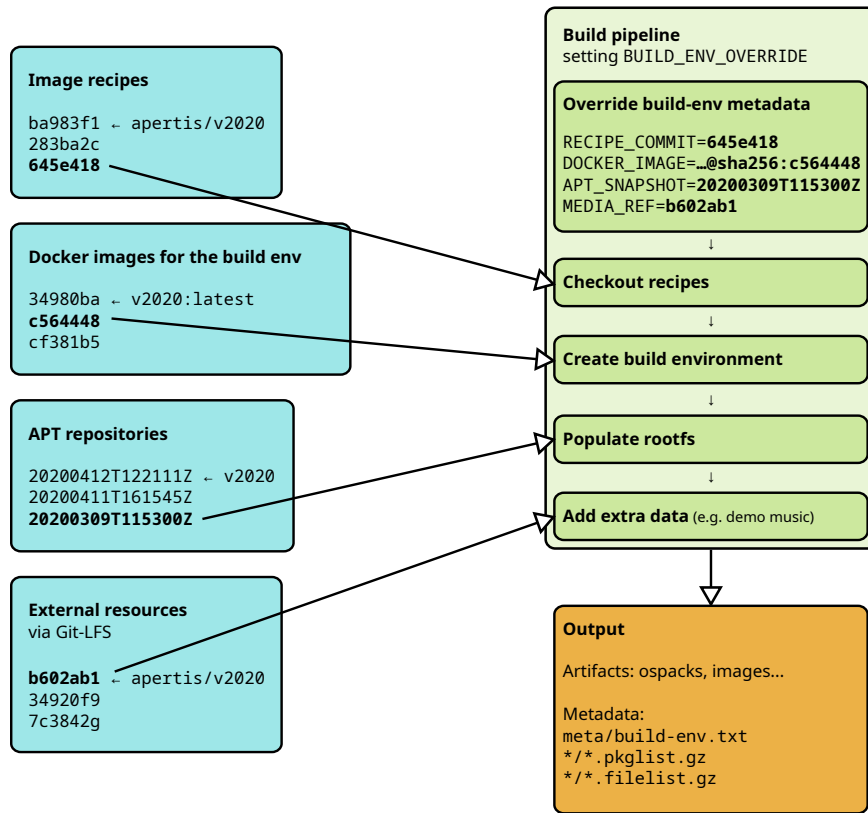 Image recipes
ba983f1 ← apertis/v2020
283ba2c
645e418
Docker images for the build env
34980ba ← v2020:latest
c564448
cf381b5
APT repositories
20200412T122111Z ← v2020
20200411T161545Z
20200309T115300Z
External resources
via Git-LFS
b602ab1 ← apertis/v2020
34920f9
7c3842g
Build pipeline
setting BUILD_ENV_OVERRIDE
Override build-env metadata
RECIPE_COMMIT=645e418
DOCKER_IMAGE=…@sha256:c564448
APT_SNAPSHOT=20200309T115300Z
MEDIA_REF=b602ab1
↓
Checkout recipes
↓
Create build environment
↓
Populate rootfs
↓
Add extra data (e.g. demo music)
Output
Artifacts: ospacks, images...
Metadata:
meta/build-env.txt
*/*.pkglist.gz
*/*.filelist.gz